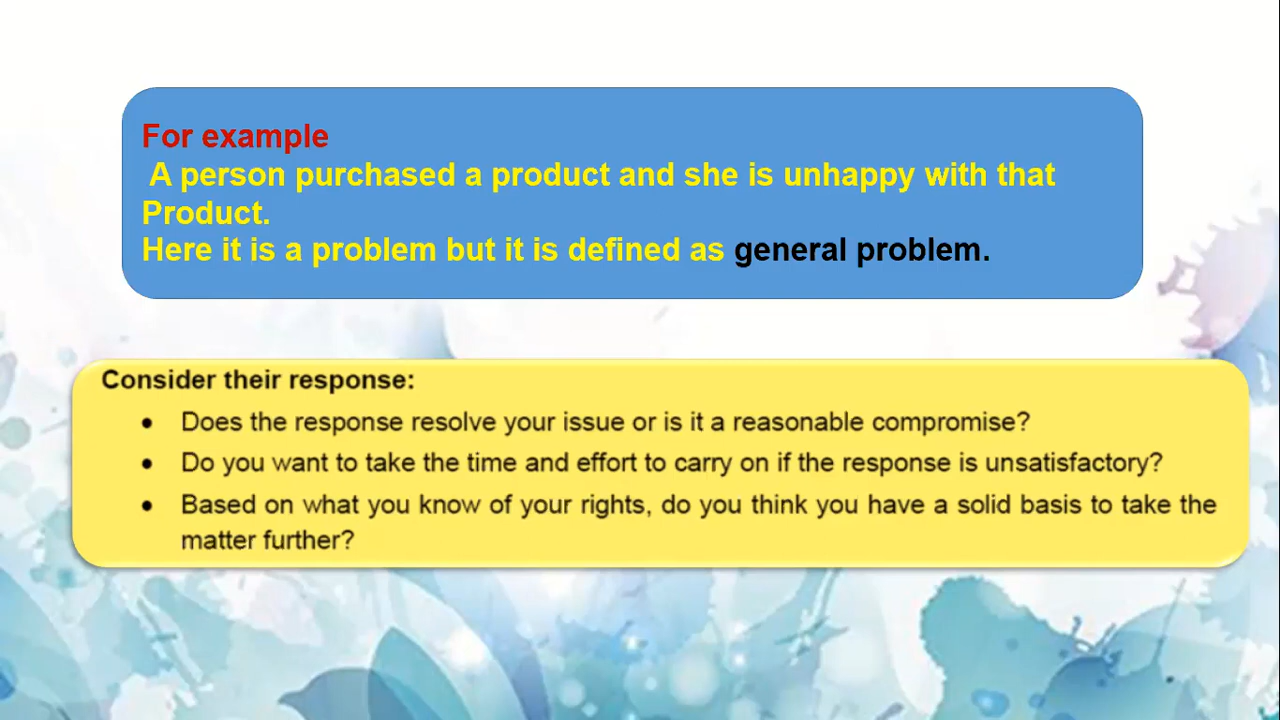 For example
A person purchased a product and she is unhappy with that
Product.
Here it is a problem but it is defined as general problem.
Consider their response:
• Does the response resolve your issue or is it a reasonable compromise?
• Do you want to take the time and effort to carry on if the response is unsatisfactory?
• Based on what you know of your rights, do you think you have a solid basis to take the
matter further?